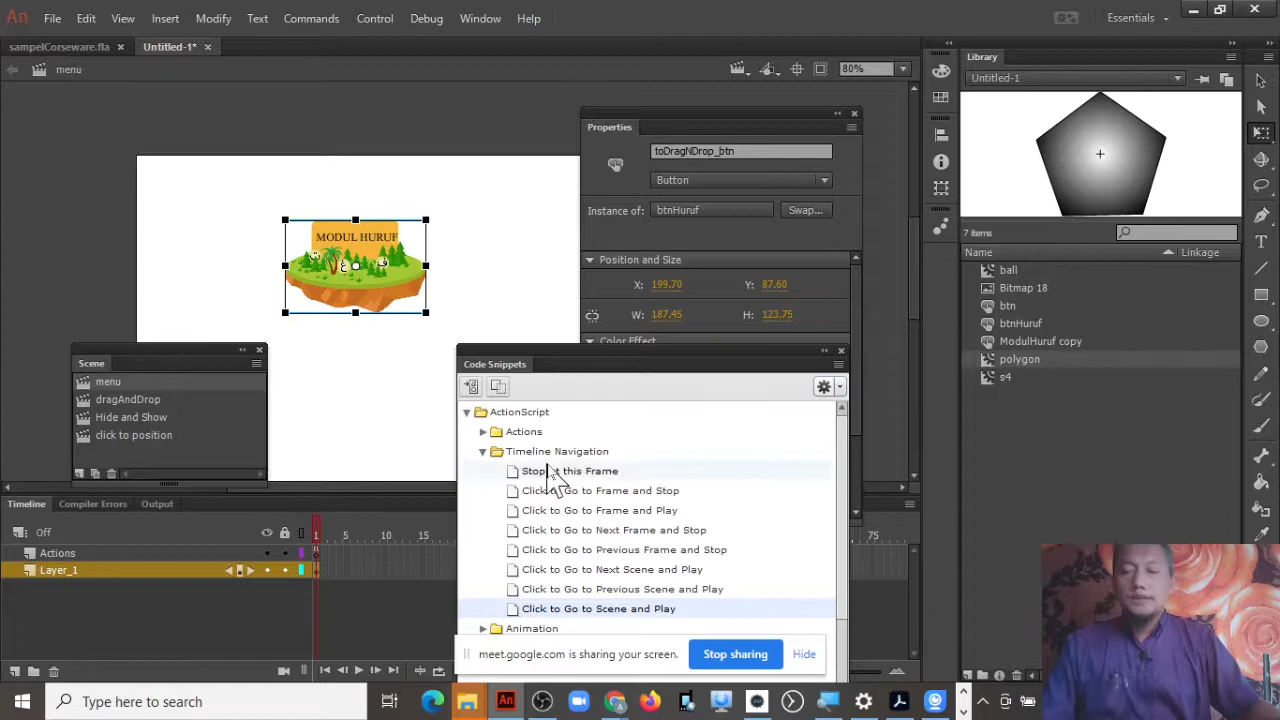 An File Edit View Insert Modify Text Commands Control Debug Window Help Essentials
sampelCorseware.fla × Untitled-1* ×
menu 80%
Library
Untitled-1
Properties
toDragNDrop_btn
Button
Instance of: btnHuruf Swap...
7 items
Name Linkage
ball
Bitmap 18
btn
btnHuruf
ModulHuruf copy
polygon
s4
MODUL HURUF
Position and Size
X: 199.70 Y: 87.60
W: 187.45 H: 123.75
Color Effect
Scene
menu
dragAndDrop
Hide and Show
click to position
Code Snippets
ActionScript
Actions
Timeline Navigation
Stop at this Frame
Click to Go to Frame and Stop
Click to Go to Frame and Play
Click to Go to Next Frame and Stop
Click to Go to Previous Frame and Stop
Click to Go to Next Scene and Play
Click to Go to Previous Scene and Play
Click to Go to Scene and Play
Animation
Timeline Compiler Errors Output
Off 1 5 10 15 75
Actions
Layer_1
meet.google.com is sharing your screen. Stop sharing Hide
Type here to search An